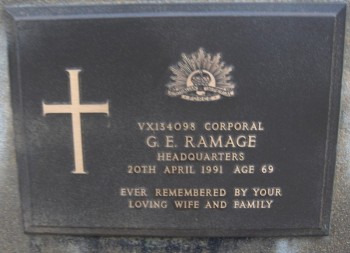 VX134098 CORPORAL
G. E. RAMAGE
HEADQUARTERS
20TH APRIL 1991 AGE 69
EVER REMEMBERED BY YOUR
LOVING WIFE AND FAMILY